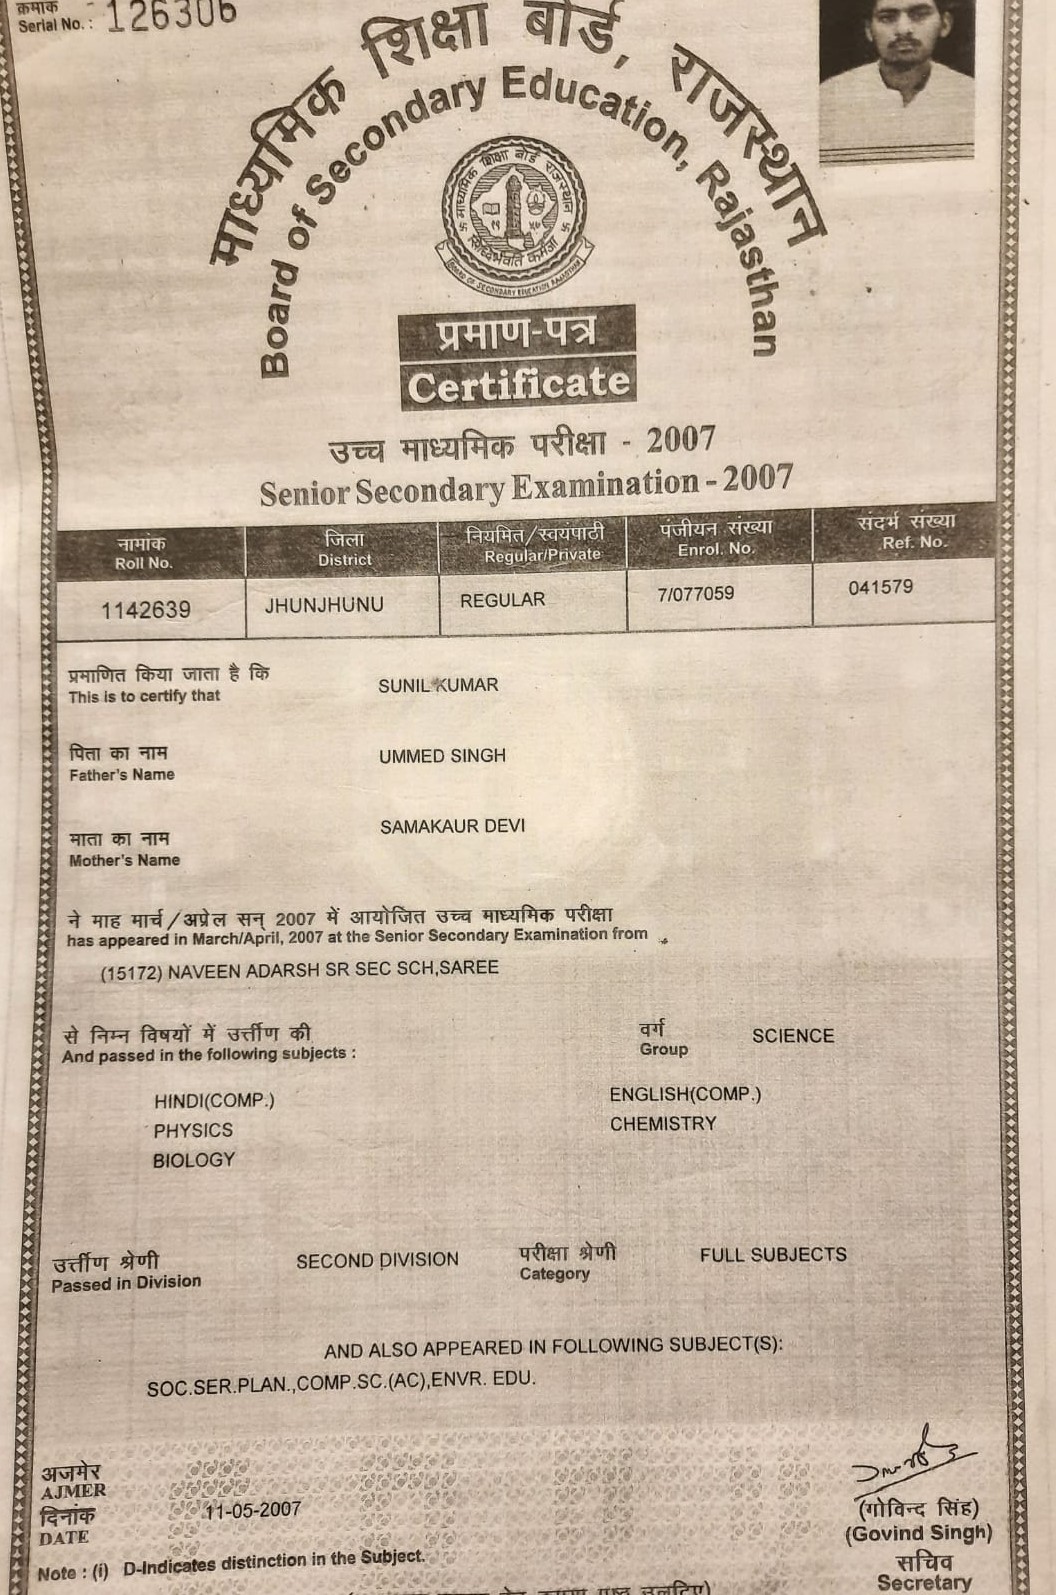 क्रमांक
Serial No. : 126306
माध्यमिक शिक्षा बोर्ड, राजस्थान
Board of Secondary Education, Rajasthan
माध्यमिक शिक्षा बोर्ड राजस्थान
सिद्धिर्भवति कर्मजा
BOARD OF SECONDARY EDUCATION RAJASTHAN
प्रमाण-पत्र
Certificate
उच्च माध्यमिक परीक्षा - 2007
Senior Secondary Examination - 2007
नामांक जिला नियमित/स्वयंपाठी पंजीयन संख्या संदर्भ संख्या
Roll No. District Regular/Private Enrol. No. Ref. No.
1142639 JHUNJHUNU REGULAR 7/077059 041579
प्रमाणित किया जाता है कि
This is to certify that SUNIL KUMAR
पिता का नाम UMMED SINGH
Father's Name
माता का नाम SAMAKAUR DEVI
Mother's Name
ने माह मार्च/अप्रेल सन् 2007 में आयोजित उच्च माध्यमिक परीक्षा
has appeared in March/April, 2007 at the Senior Secondary Examination from
(15172) NAVEEN ADARSH SR SEC SCH,SAREE
से निम्न विषयों में उर्त्तीण की वर्ग SCIENCE
And passed in the following subjects : Group
HINDI(COMP.) ENGLISH(COMP.)
PHYSICS CHEMISTRY
BIOLOGY
उर्त्तीण श्रेणी SECOND DIVISION परीक्षा श्रेणी FULL SUBJECTS
Passed in Division Category
AND ALSO APPEARED IN FOLLOWING SUBJECT(S):
SOC.SER.PLAN.,COMP.SC.(AC),ENVR. EDU.
अजमेर
AJMER
दिनांक 11-05-2007
DATE
(गोविन्द सिंह)
(Govind Singh)
सचिव
Secretary
Note : (i) D-Indicates distinction in the Subject.